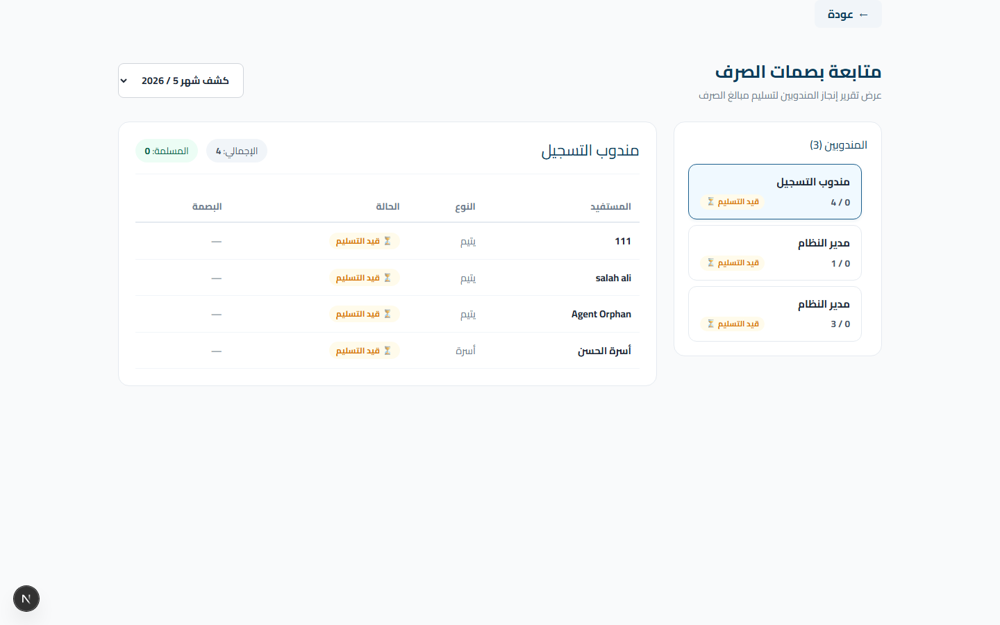 ← عودة
متابعة بصمات الصرف
عرض تقرير إنجاز المندوبين لتسليم مبالغ الصرف
كشف شهر 5 / 2026
المندوبين (3)
مندوب التسجيل
0 / 4
قيد التسليم ⏳
مدير النظام
0 / 1
قيد التسليم ⏳
مدير النظام
0 / 3
قيد التسليم ⏳
مندوب التسجيل
الإجمالي: 4
المسلمة: 0
المستفيد النوع الحالة البصمة
111 يتيم ⏳ قيد التسليم —
salah ali يتيم ⏳ قيد التسليم —
Agent Orphan يتيم ⏳ قيد التسليم —
أسرة الحسن أسرة ⏳ قيد التسليم —
N